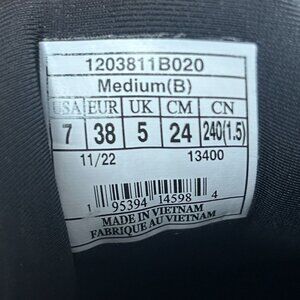 1203811B020
Medium(B)
USA EUR UK CM CN
7 38 5 24 240(1.5)
11/22 13400
1 95394 14598 4
MADE IN VIETNAM
FABRIQUE AU VIETNAM